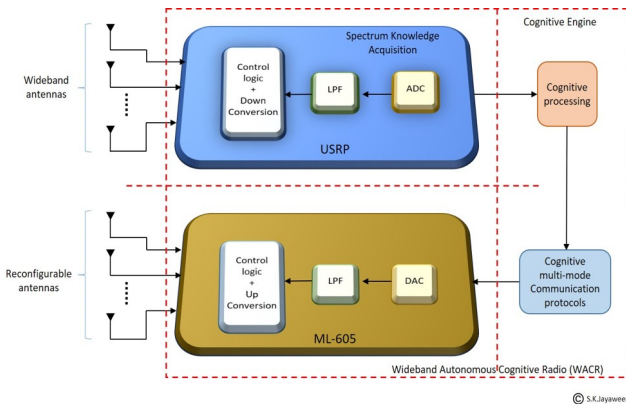 Cognitive Engine
Spectrum Knowledge
Acquisition
Wideband
antennas
Control
logic
+
Down
Conversion
LPF
ADC
USRP
Cognitive
processing
Reconfigurable
antennas
Control
logic
+
Up
Conversion
LPF
DAC
ML-605
Cognitive
multi-mode
Communication
protocols
Wideband Autonomous Cognitive Radio (WACR)
© S.K.Jayawee